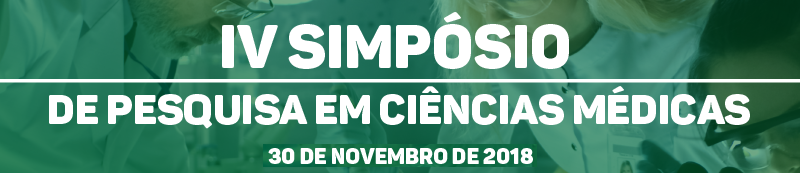 IV SIMPÓSIO
DE PESQUISA EM CIÊNCIAS MÉDICAS
30 DE NOVEMBRO DE 2018